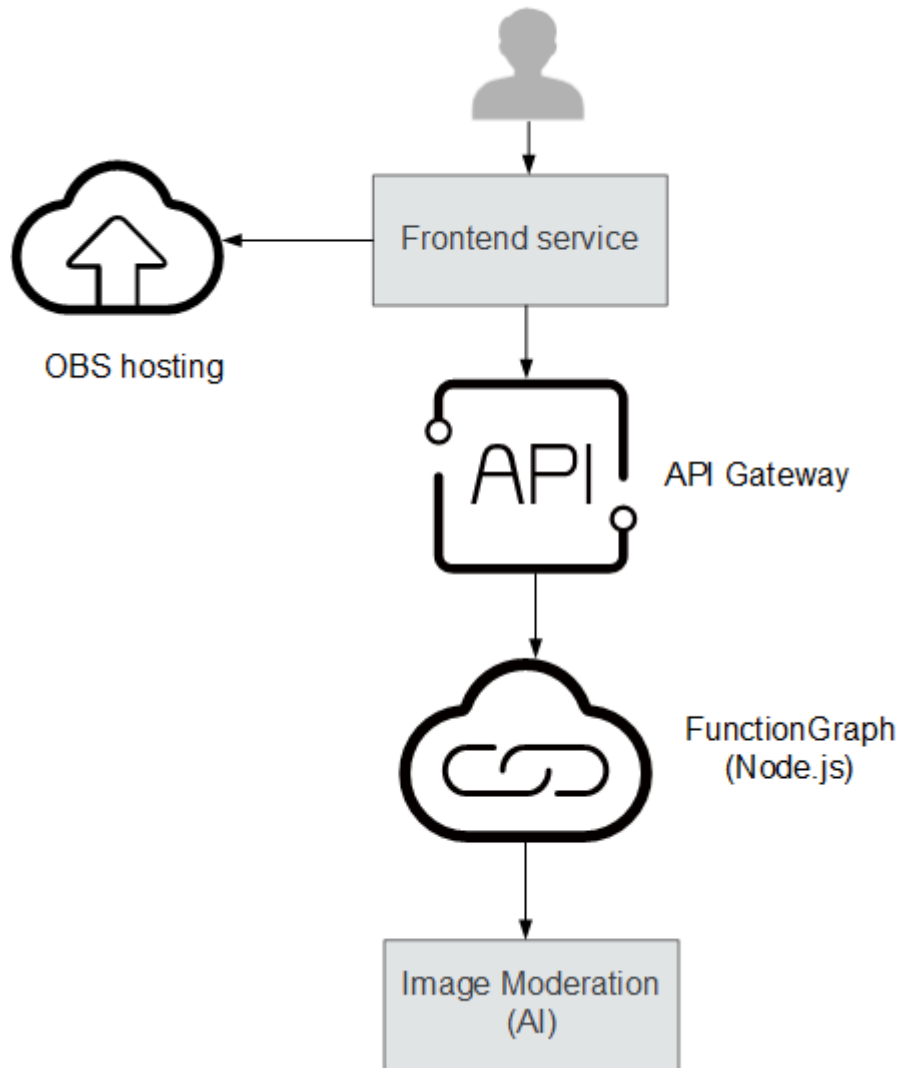 Frontend service
OBS hosting
API
API Gateway
FunctionGraph
(Node.js)
Image Moderation
(AI)